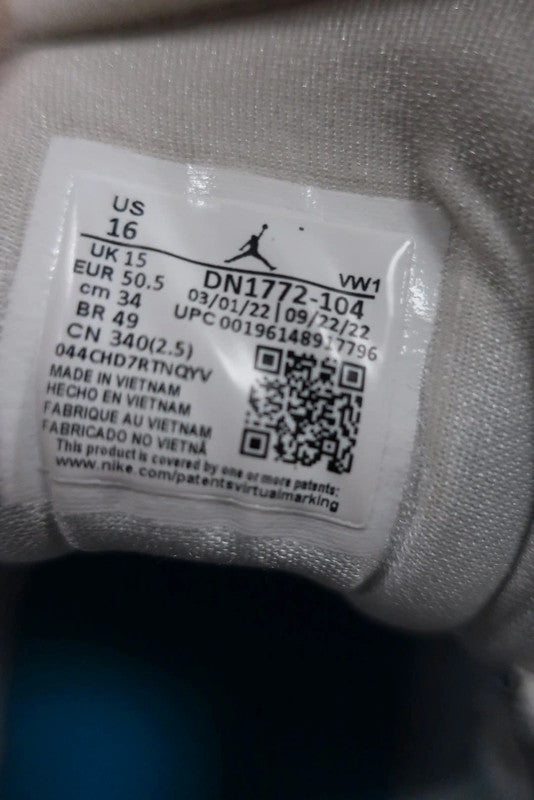 US
16
VW1
UK 15
EUR 50.5
cm 34
BR 49
CN 340(2.5)
DN1772-104
03/01/22 | 09/22/22
UPC 00196148917796
044CHD7RTNQYV
MADE IN VIETNAM
HECHO EN VIETNAM
FABRIQUE AU VIETNAM
FABRICADO NO VIETNÃ
This product is covered by one or more patents:
www.nike.com/patentsvirtualmarking